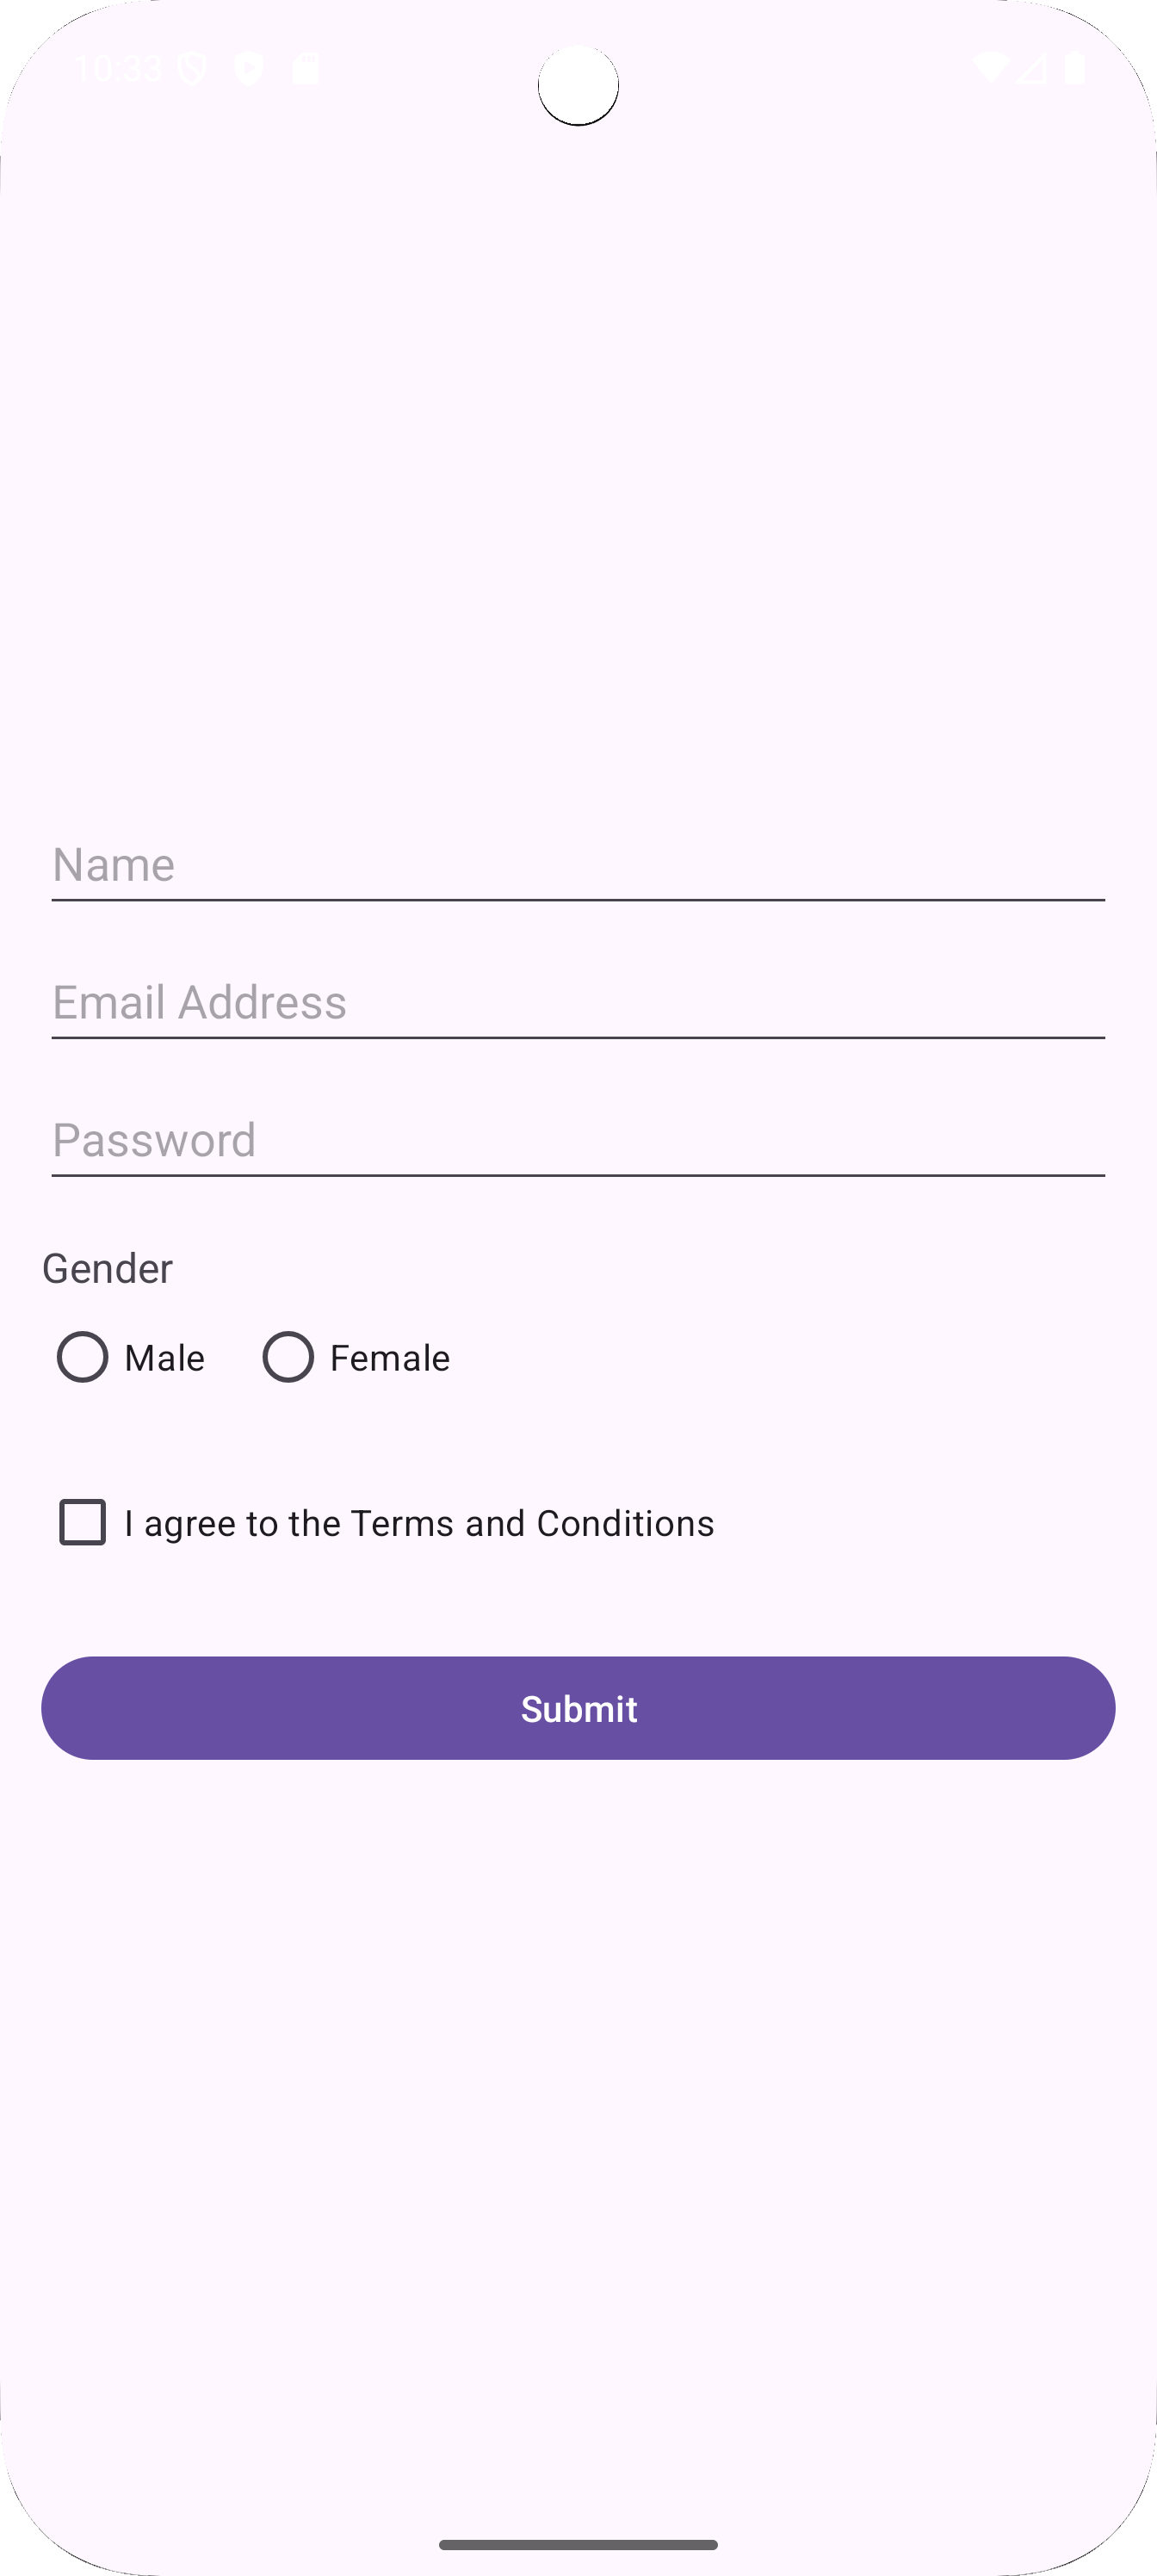 10:33
Name
Email Address
Password
Gender
Male Female
I agree to the Terms and Conditions
Submit